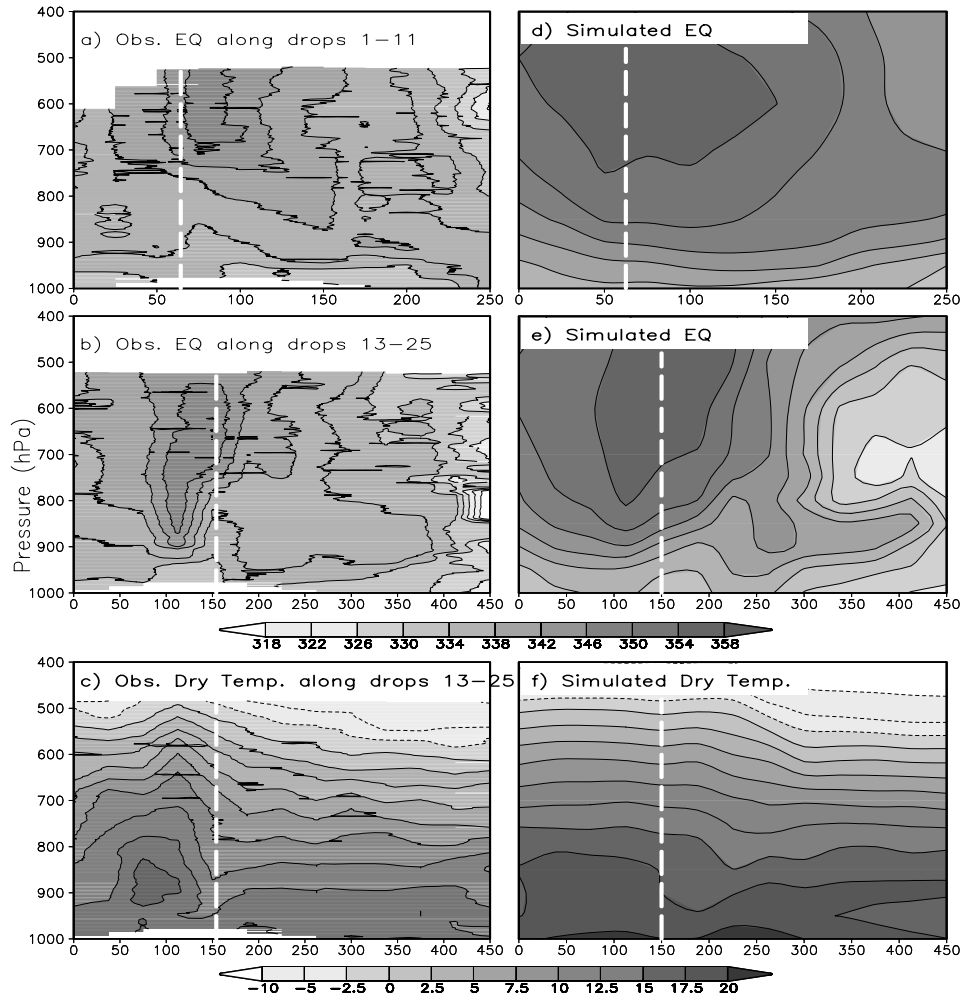 a) Obs. EQ along drops 1-11
400
500
600
700
800
900
1000
0 50 100 150 200 250
d) Simulated EQ
0 50 100 150 200 250
Pressure (hPa)
b) Obs. EQ along drops 13-25
400
500
600
700
800
900
1000
0 50 100 150 200 250 300 350 400 450
e) Simulated EQ
0 50 100 150 200 250 300 350 400 450
318 322 326 330 334 338 342 346 350 354 358
c) Obs. Dry Temp. along drops 13-25
400
500
600
700
800
900
1000
0 50 100 150 200 250 300 350 400 450
f) Simulated Dry Temp.
0 50 100 150 200 250 300 350 400 450
-10 -5 -2.5 0 2.5 5 7.5 10 12.5 15 17.5 20